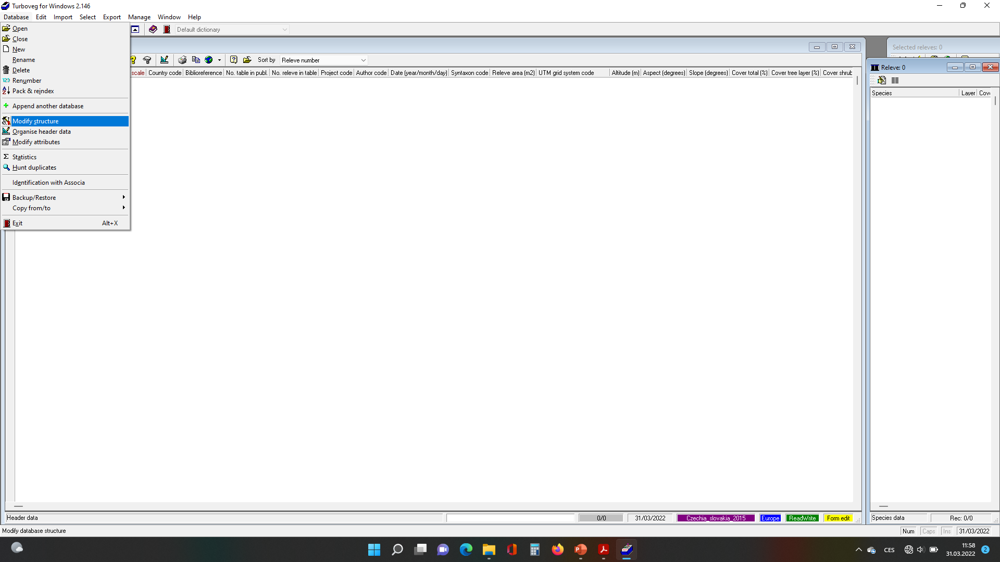 Turboveg for Windows 2.146
Database Edit Import Select Export Manage Window Help
Default dictionary
Open
Close
New
Rename
Delete
Renumber
Pack & reindex
Append another database
Modify structure
Organise header data
Modify attributes
Statistics
Hunt duplicates
Identification with Associa
Backup/Restore
Copy from/to
Exit Alt+X
Sort by Releve number
scale Country code Biblioreference No. table in publ. No. releve in table Project code Author code Date (year/month/day) Syntaxon code Releve area (m2) UTM grid system code Altitude (m) Aspect (degrees) Slope (degrees) Cover total (%) Cover tree layer (%) Cover shrub
Selected releves: 0
Releve: 0
Species Layer Cov
Header data 0/0 31/03/2022 Czechia_slovakia_2015 Europe ReadWrite Form edit
Species data Rec: 0/0
Modify database structure Num Caps Ins 31/03/2022
CES 11:58
31.03.2022 2